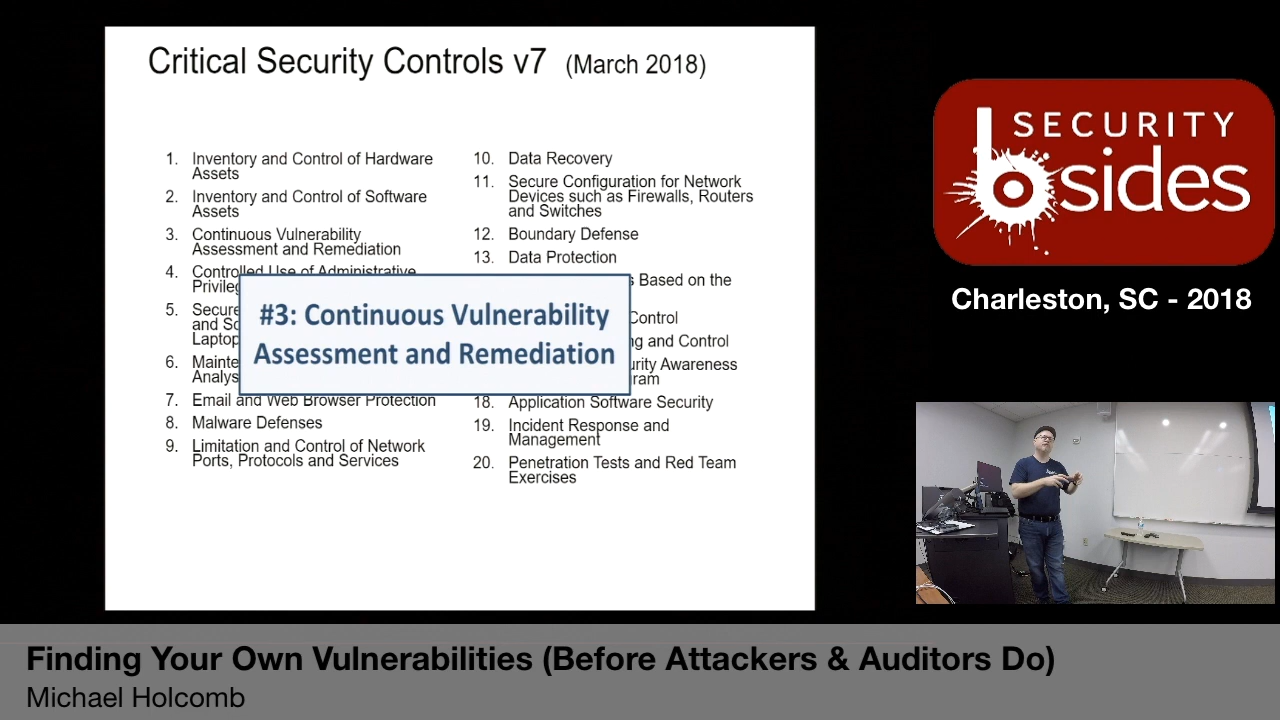 Critical Security Controls v7 (March 2018)
1. Inventory and Control of Hardware
Assets
2. Inventory and Control of Software
Assets
3. Continuous Vulnerability
Assessment and Remediation
4. Controlled Use of Administrative
5. Secure
and
6.
7. Email and Web Browser Protection
8. Malware Defenses
9. Limitation and Control of Network
Ports, Protocols and Services
10. Data Recovery
11. Secure Configuration for Network
Devices such as Firewalls, Routers
and Switches
12. Boundary Defense
13. Data Protection
Based on the
Control
and Control
Awareness
18. Application Software Security
19. Incident Response and
Management
20. Penetration Tests and Red Team
Exercises
#3: Continuous Vulnerability
Assessment and Remediation
SECURITY
bsides
Charleston, SC - 2018
Finding Your Own Vulnerabilities (Before Attackers & Auditors Do)
Michael Holcomb